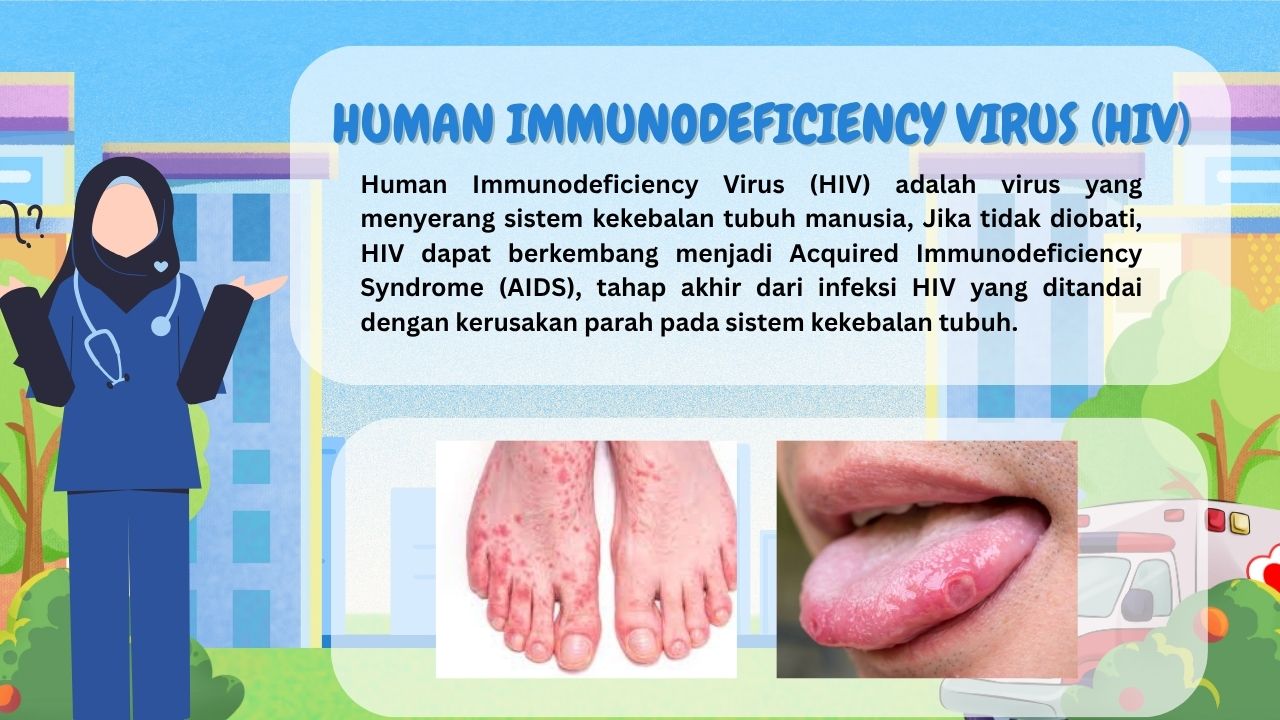 HUMAN IMMUNODEFICIENCY VIRUS (HIV)
Human Immunodeficiency Virus (HIV) adalah virus yang
menyerang sistem kekebalan tubuh manusia, Jika tidak diobati,
HIV dapat berkembang menjadi Acquired Immunodeficiency
Syndrome (AIDS), tahap akhir dari infeksi HIV yang ditandai
dengan kerusakan parah pada sistem kekebalan tubuh.